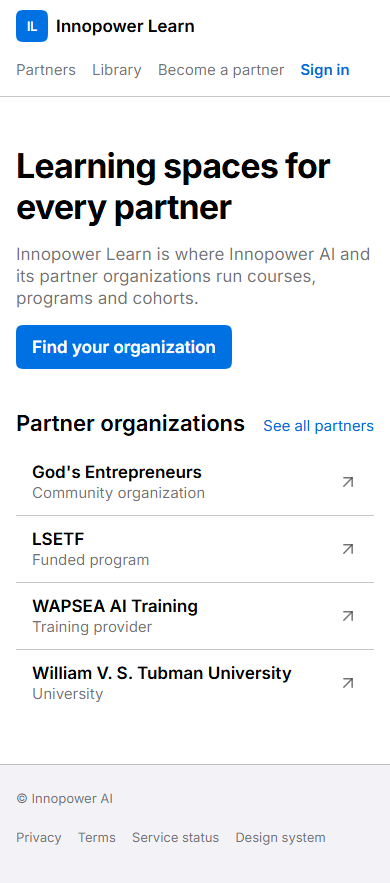 IL Innopower Learn
Partners Library Become a partner Sign in
Learning spaces for
every partner
Innopower Learn is where Innopower AI and
its partner organizations run courses,
programs and cohorts.
Find your organization
Partner organizations See all partners
God's Entrepreneurs
Community organization
LSETF
Funded program
WAPSEA AI Training
Training provider
William V. S. Tubman University
University
© Innopower AI
Privacy Terms Service status Design system